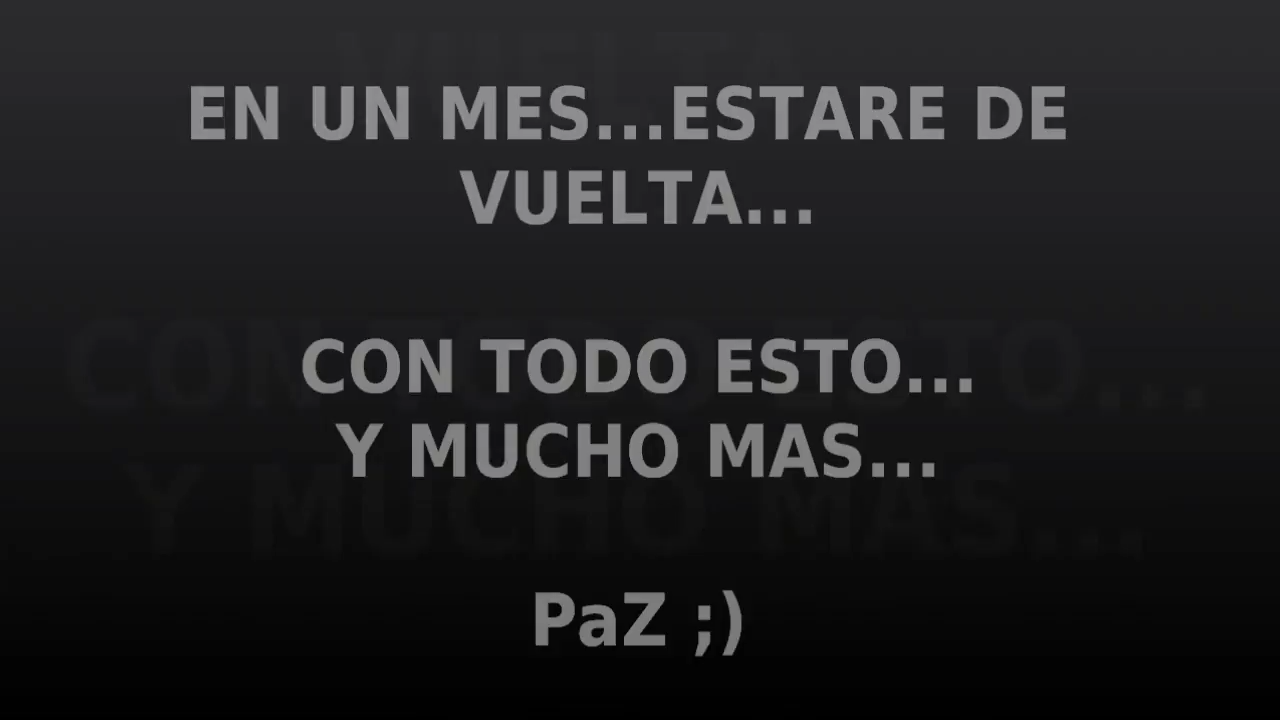 EN UN MES...ESTARE DE
VUELTA...
CON TODO ESTO...
Y MUCHO MAS...
PaZ ;)